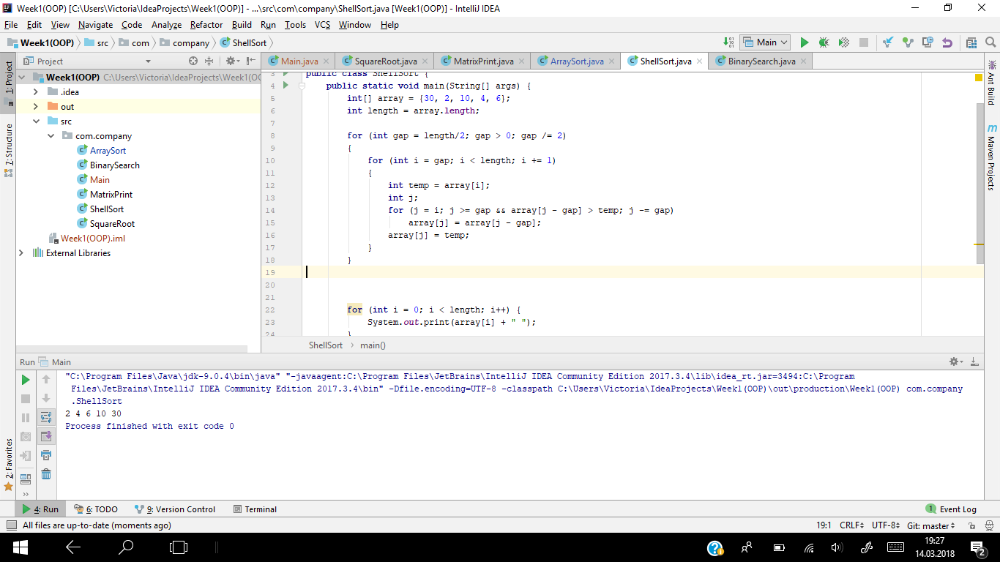 Week1(OOP) [C:\Users\Victoria\IdeaProjects\Week1(OOP)] - ...\src\com\company\ShellSort.java [Week1(OOP)] - IntelliJ IDEA
File Edit View Navigate Code Analyze Refactor Build Run Tools VCS Window Help
Week1(OOP) src com company ShellSort Main
1: Project
Project
Week1(OOP) C:\Users\Victoria\IdeaProjects\Week1(OO
.idea
out
src
com.company
ArraySort
BinarySearch
Main
MatrixPrint
ShellSort
SquareRoot
Week1(OOP).iml
External Libraries
7: Structure
2: Favorites
Main.java SquareRoot.java MatrixPrint.java ArraySort.java ShellSort.java BinarySearch.java
3 public class ShellSort {
4 public static void main(String[] args) {
5 int[] array = {30, 2, 10, 4, 6};
6 int length = array.length;
7
8 for (int gap = length/2; gap > 0; gap /= 2)
9 {
10 for (int i = gap; i < length; i += 1)
11 {
12 int temp = array[i];
13 int j;
14 for (j = i; j >= gap && array[j - gap] > temp; j -= gap)
15 array[j] = array[j - gap];
16 array[j] = temp;
17 }
18 }
19
20
21
22 for (int i = 0; i < length; i++) {
23 System.out.print(array[i] + " ");
24 }
ShellSort main()
Ant Build
Maven Projects
Run Main
"C:\Program Files\Java\jdk-9.0.4\bin\java" "-javaagent:C:\Program Files\JetBrains\IntelliJ IDEA Community Edition 2017.3.4\lib\idea_rt.jar=3494:C:\Program
Files\JetBrains\IntelliJ IDEA Community Edition 2017.3.4\bin" -Dfile.encoding=UTF-8 -classpath C:\Users\Victoria\IdeaProjects\Week1(OOP)\out\production\Week1(OOP) com.company
.ShellSort
2 4 6 10 30
Process finished with exit code 0
4: Run 6: TODO 9: Version Control Terminal 1 Event Log
All files are up-to-date (moments ago) 19:1 CRLF UTF-8 Git: master
19:27
14.03.2018
2